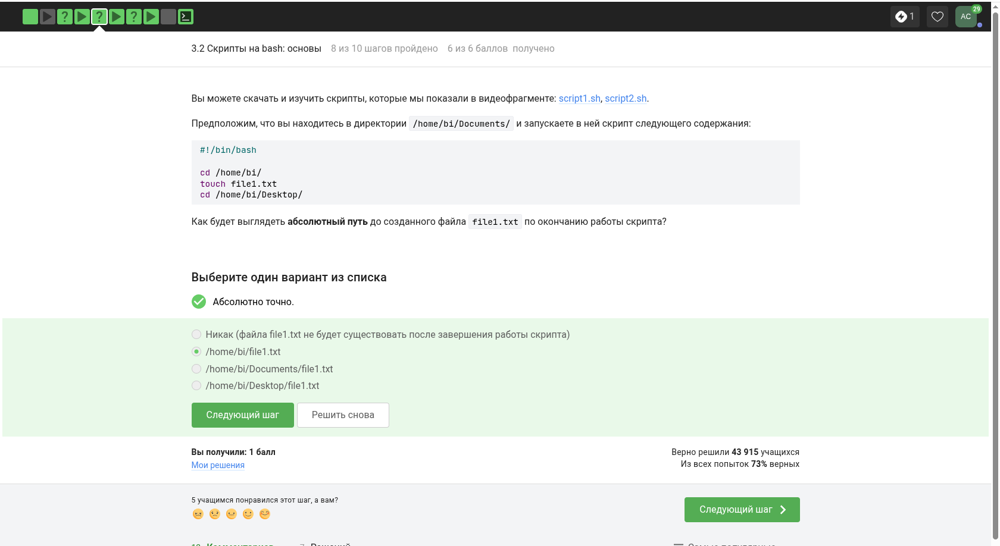 1
29
AC
3.2 Скрипты на bash: основы 8 из 10 шагов пройдено 6 из 6 баллов получено
Вы можете скачать и изучить скрипты, которые мы показали в видеофрагменте: script1.sh, script2.sh.
Предположим, что вы находитесь в директории /home/bi/Documents/ и запускаете в ней скрипт следующего содержания:
#!/bin/bash
cd /home/bi/
touch file1.txt
cd /home/bi/Desktop/
Как будет выглядеть абсолютный путь до созданного файла file1.txt по окончанию работы скрипта?
Выберите один вариант из списка
Абсолютно точно.
Никак (файла file1.txt не будет существовать после завершения работы скрипта)
/home/bi/file1.txt
/home/bi/Documents/file1.txt
/home/bi/Desktop/file1.txt
Следующий шаг Решить снова
Вы получили: 1 балл
Мои решения
Верно решили 43 915 учащихся
Из всех попыток 73% верных
5 учащимся понравился этот шаг, а вам?
Следующий шаг